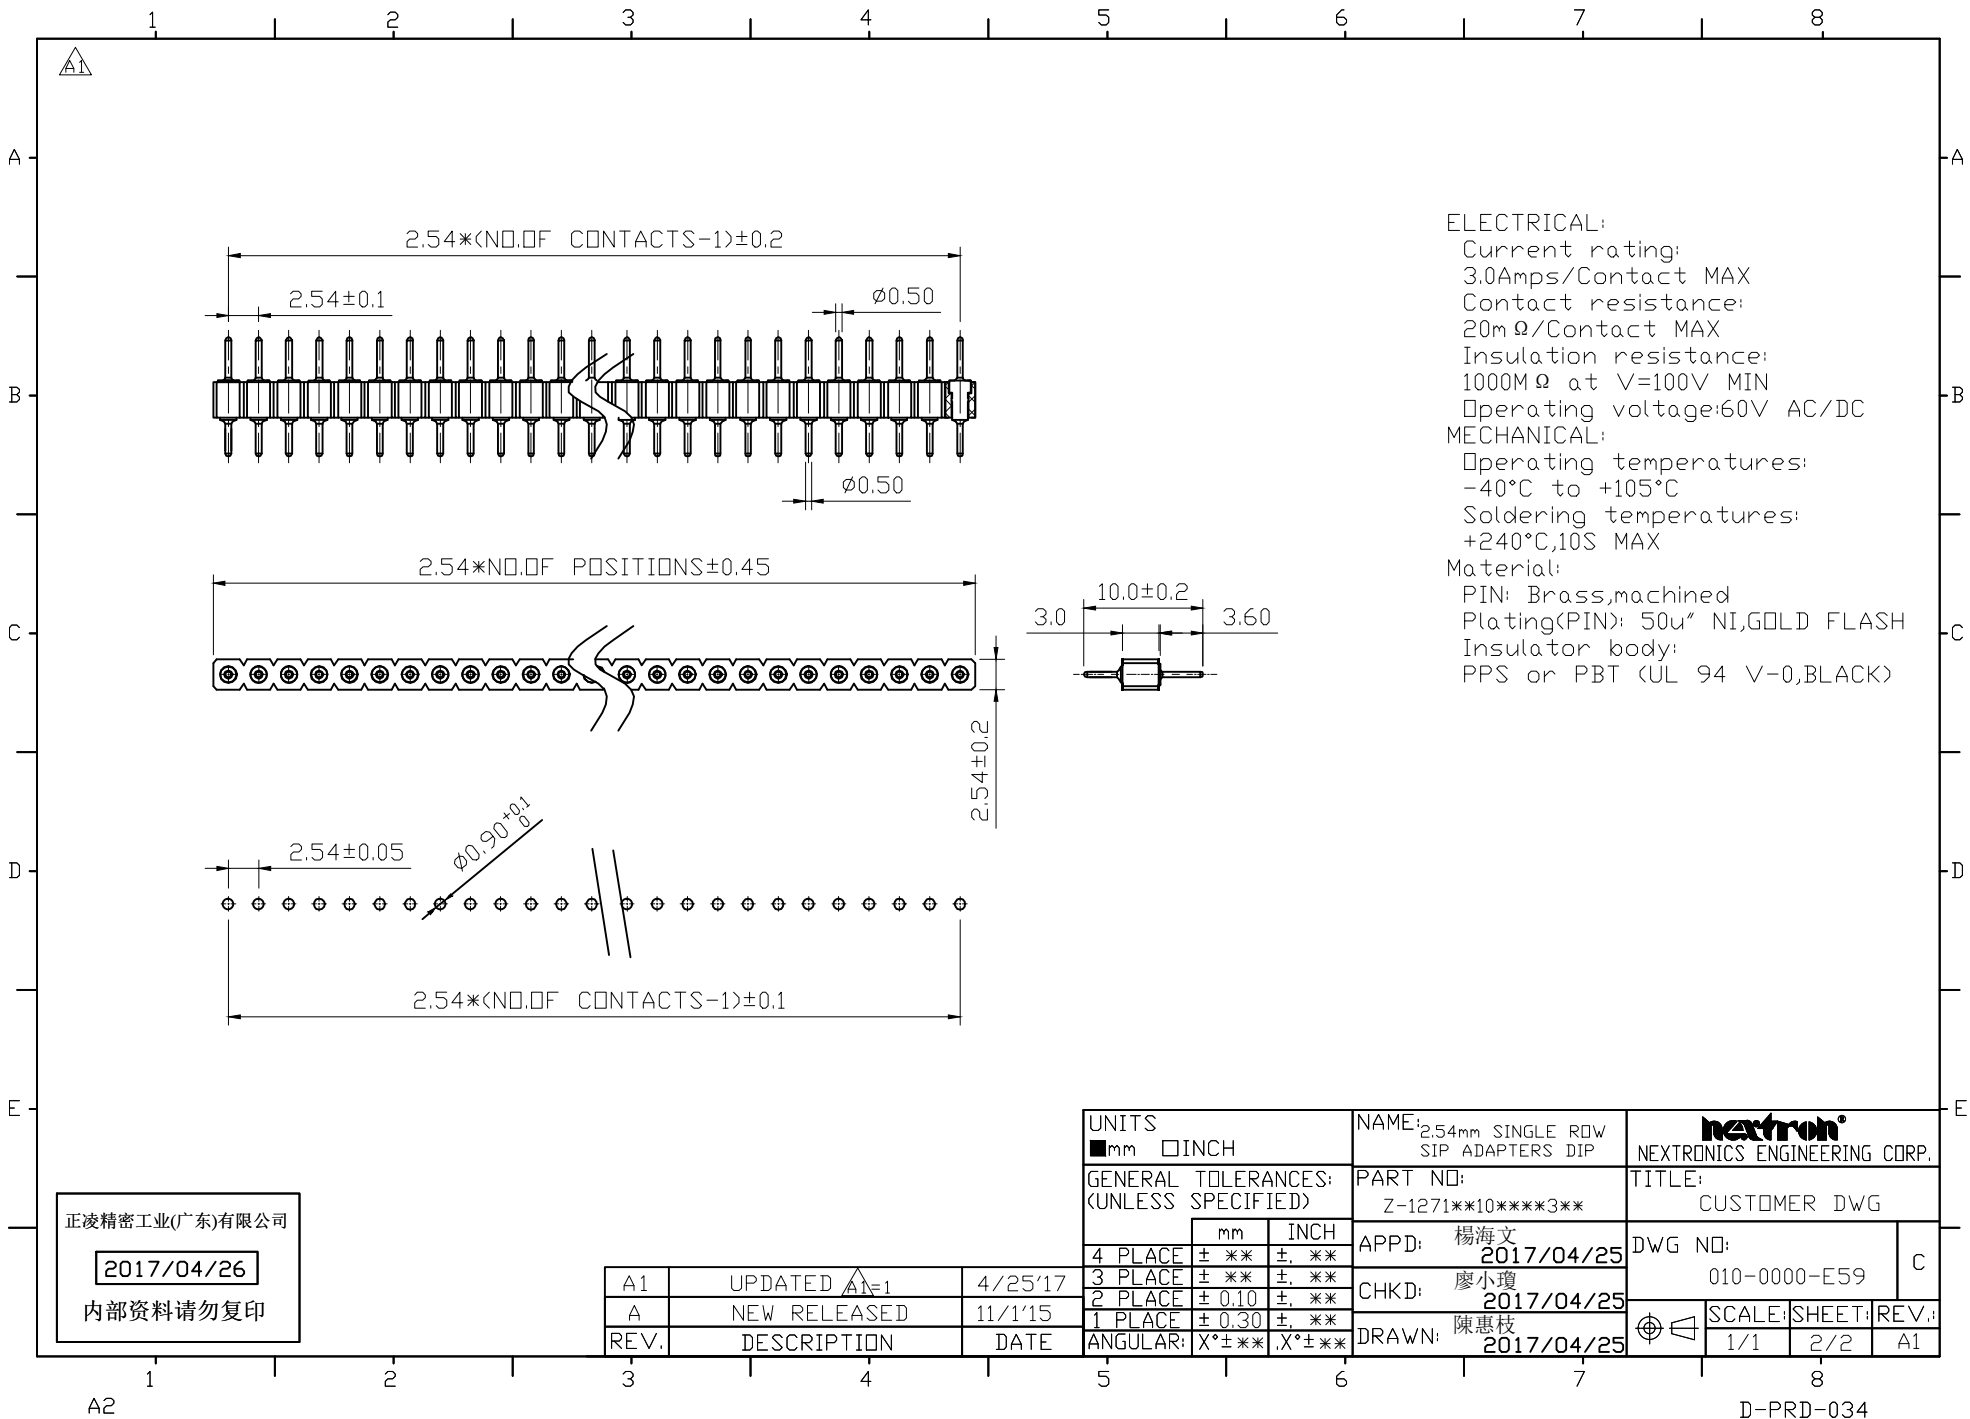 1 2 3 4 5 6 7 8
A1
A A
B B
C C
D D
E E
2.54*(NO.OF CONTACTS-1)±0.2
2.54±0.1
ø0.50
ø0.50
2.54*NO.OF POSITIONS±0.45
10.0±0.2
3.0
3.60
2.54±0.2
2.54±0.05
ø0.90+0.1
0
2.54*(NO.OF CONTACTS-1)±0.1
ELECTRICAL:
Current rating:
3.0Amps/Contact MAX
Contact resistance:
20mΩ/Contact MAX
Insulation resistance:
1000MΩ at V=100V MIN
Operating voltage:60V AC/DC
MECHANICAL:
Operating temperatures:
-40°C to +105°C
Soldering temperatures:
+240°C,10S MAX
Material:
PIN: Brass,machined
Plating(PIN): 50u" NI,GOLD FLASH
Insulator body:
PPS or PBT (UL 94 V-0,BLACK)
正凌精密工业(广东)有限公司
2017/04/26
内部资料请勿复印
A1 UPDATED A1=1 4/25'17
A NEW RELEASED 11/1'15
REV. DESCRIPTION DATE
UNITS
■mm □INCH
GENERAL TOLERANCES:
(UNLESS SPECIFIED)
mm INCH
4 PLACE ± ** ±. **
3 PLACE ± ** ±. **
2 PLACE ± 0.10 ±. **
1 PLACE ± 0.30 ±. **
ANGULAR: X°±** .X°±**
NAME: 2.54mm SINGLE ROW
SIP ADAPTERS DIP
PART NO:
Z-1271**10****3**
APPD: 楊海文
2017/04/25
CHKD: 廖小瓊
2017/04/25
DRAWN: 陳惠枝
2017/04/25
nextron®
NEXTRONICS ENGINEERING CORP.
TITLE:
CUSTOMER DWG
DWG NO:
010-0000-E59
C
SCALE: SHEET: REV.:
1/1 2/2 A1
1 2 3 4 5 6 7 8
A2
D-PRD-034